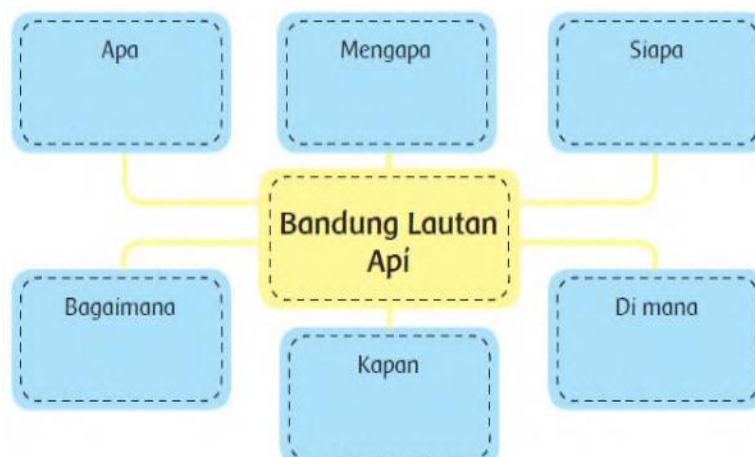 Apa
Mengapa
Siapa
Bandung Lautan
Api
Bagaimana
Kapan
Di mana